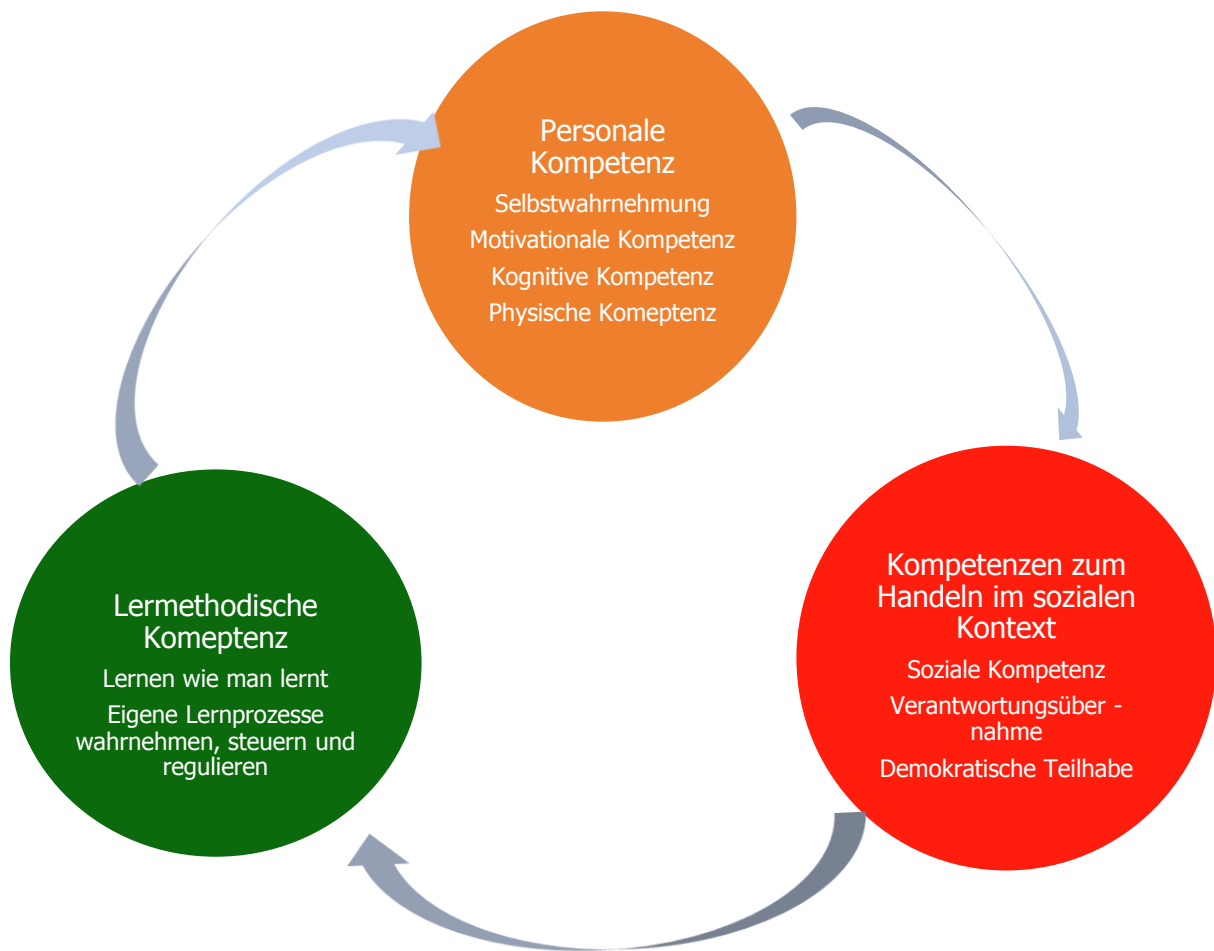 Personale
Kompetenz
Selbstwahrnehmung
Motivationale Kompetenz
Kognitive Kompetenz
Physische Komeptenz
Kompetenzen zum
Handeln im sozialen
Kontext
Soziale Kompetenz
Verantwortungsüber -
nahme
Demokratische Teilhabe
Lermethodische
Komeptenz
Lernen wie man lernt
Eigene Lernprozesse
wahrnehmen, steuern und
regulieren